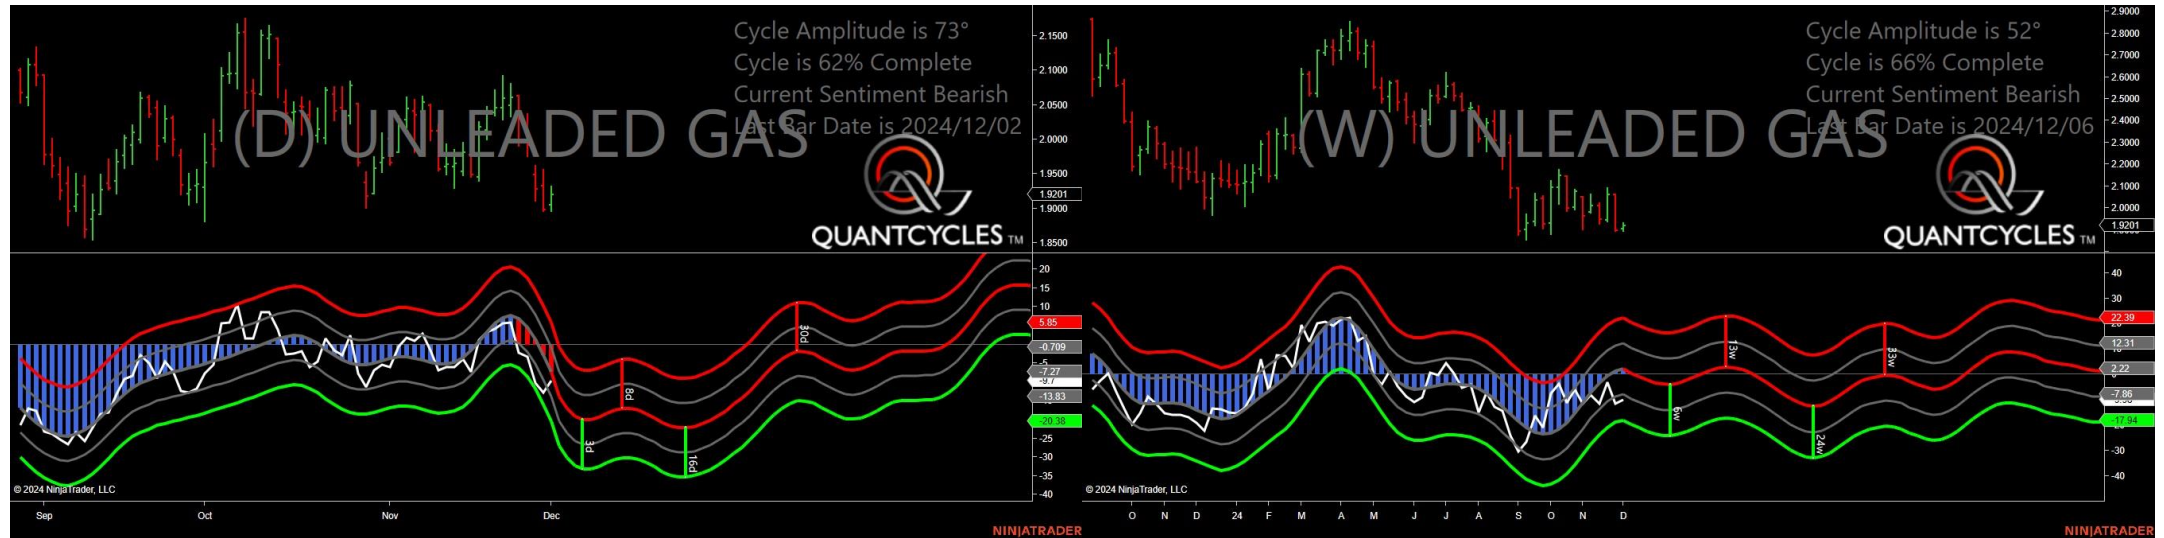 Cycle Amplitude is 73°
Cycle is 62% Complete
Current Sentiment Bearish
Last Bar Date is 2024/12/02
(D) UNLEADED GAS
QUANTCYCLES TM
2.1500
2.1000
2.0500
2.0000
1.9500
1.9201
1.9000
1.8500
20
15
10
5.85
-0.709
-5
-7.27
-9.7
-13.83
-20.38
-25
-30
-35
-40
3d
8d
16d
30d
© 2024 NinjaTrader, LLC
Sep Oct Nov Dec
NINJATRADER
Cycle Amplitude is 52°
Cycle is 66% Complete
Current Sentiment Bearish
Last Bar Date is 2024/12/06
(W) UNLEADED GAS
QUANTCYCLES TM
2.9000
2.8000
2.7000
2.6000
2.5000
2.4000
2.3000
2.2000
2.1000
2.0000
1.9201
40
30
22.39
12.31
2.22
-7.86
-17.94
-30
-40
6w
13w
24w
33w
© 2024 NinjaTrader, LLC
O N D 24 F M A M J J A S O N D
NINJATRADER